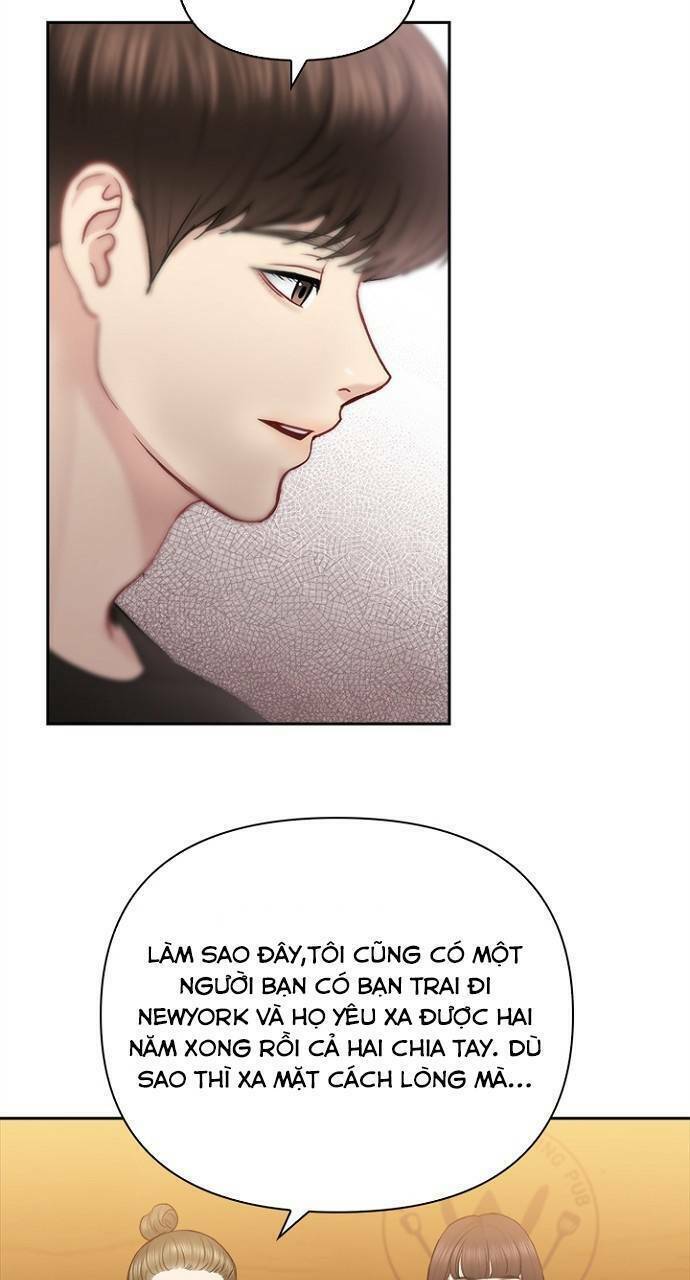 LÀM SAO ĐÂY,TÔI CŨNG CÓ MỘT
NGƯỜI BẠN CÓ BẠN TRAI ĐI
NEWYORK VÀ HỌ YÊU XA ĐƯỢC HAI
NĂM XONG RỒI CẢ HAI CHIA TAY. DÙ
SAO THÌ XA MẶT CÁCH LÒNG MÀ...
PUB